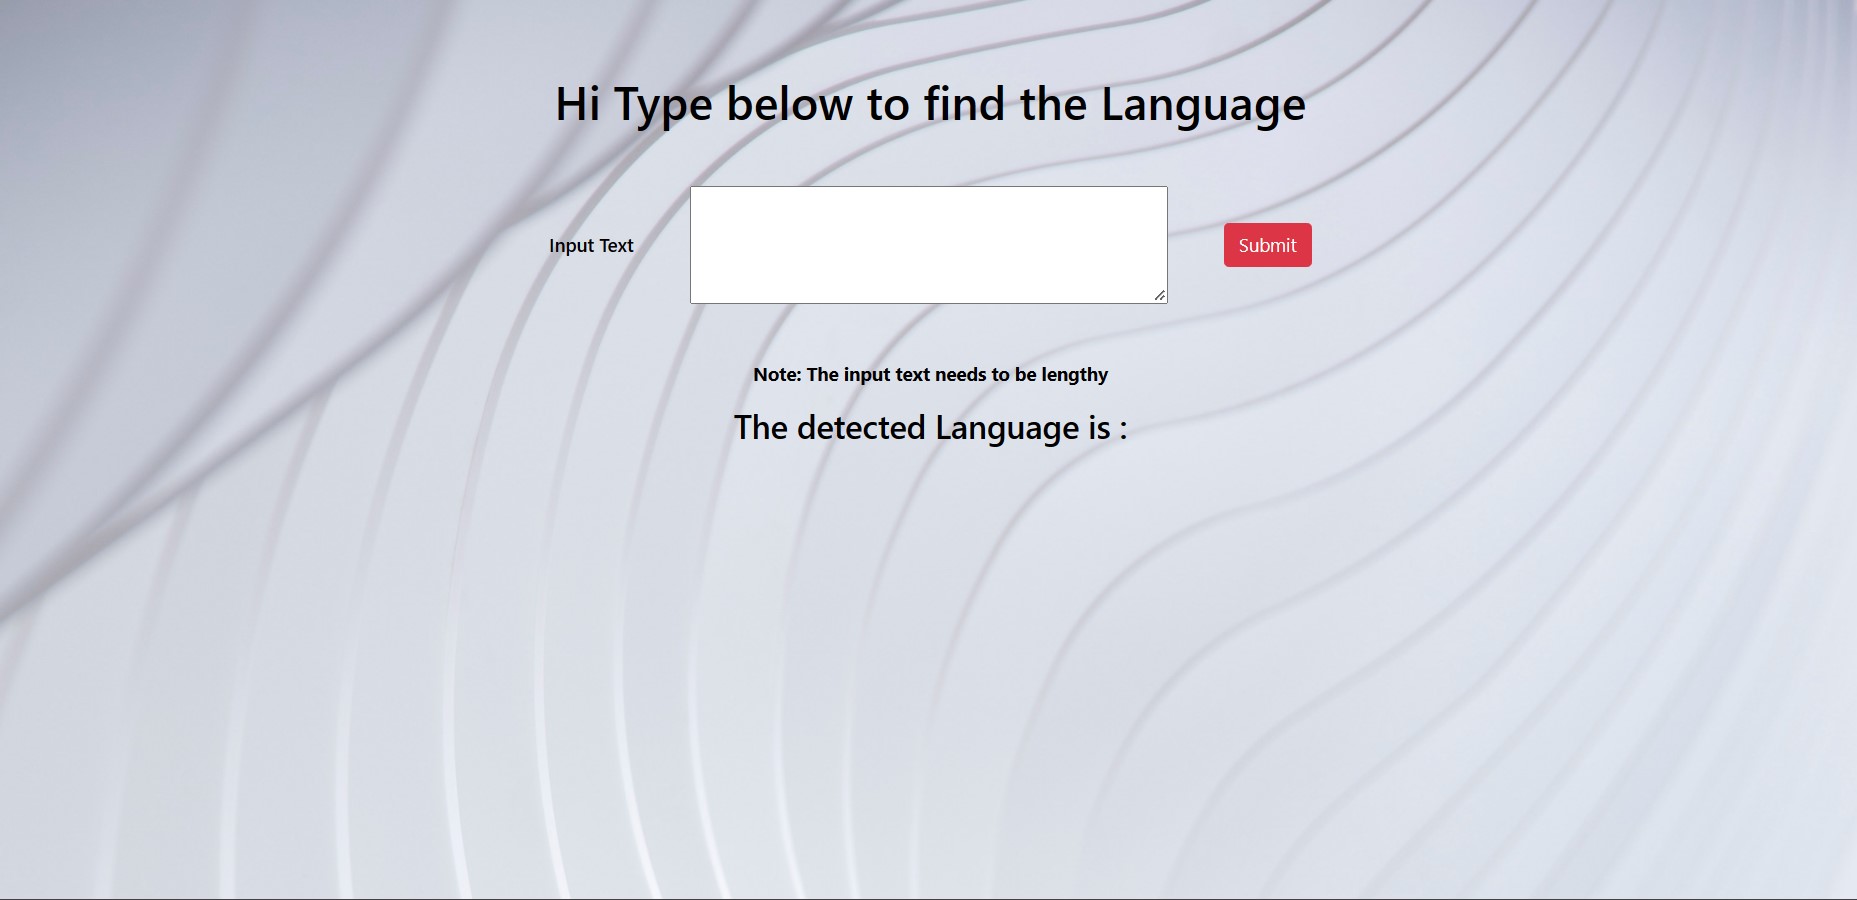 Hi Type below to find the Language
Input Text
Submit
Note: The input text needs to be lengthy
The detected Language is :